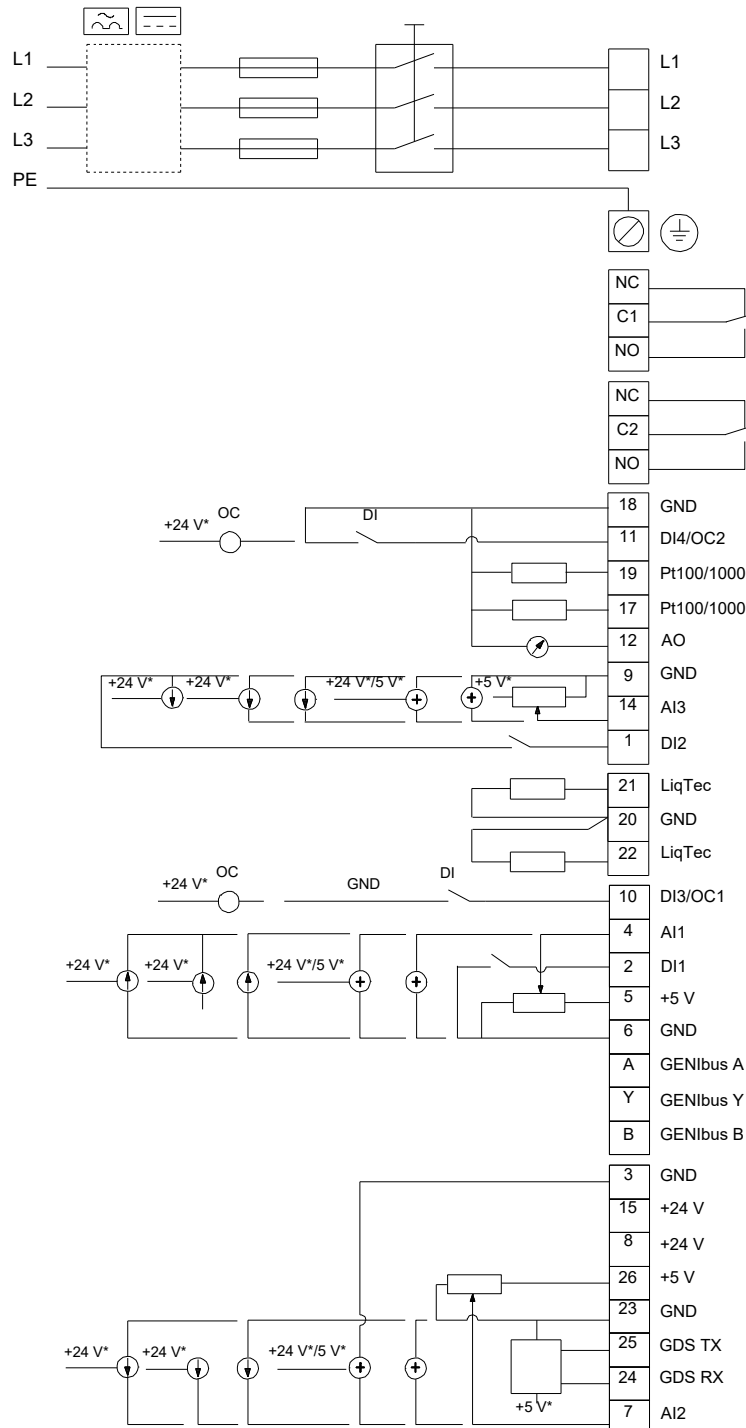 L1 L1
L2 L2
L3 L3
PE
NC
C1
NO
NC
C2
NO
18 GND
+24 V* OC DI 11 DI4/OC2
19 Pt100/1000
17 Pt100/1000
12 AO
9 GND
+24 V* +24 V* +24 V*/5 V* +5 V*
14 AI3
1 DI2
21 LiqTec
20 GND
22 LiqTec
+24 V* OC GND DI 10 DI3/OC1
4 AI1
+24 V* +24 V* +24 V*/5 V* 2 DI1
5 +5 V
6 GND
A GENIbus A
Y GENIbus Y
B GENIbus B
3 GND
15 +24 V
8 +24 V
26 +5 V
23 GND
+24 V* +24 V* +24 V*/5 V* 25 GDS TX
24 GDS RX
+5 V*
7 AI2